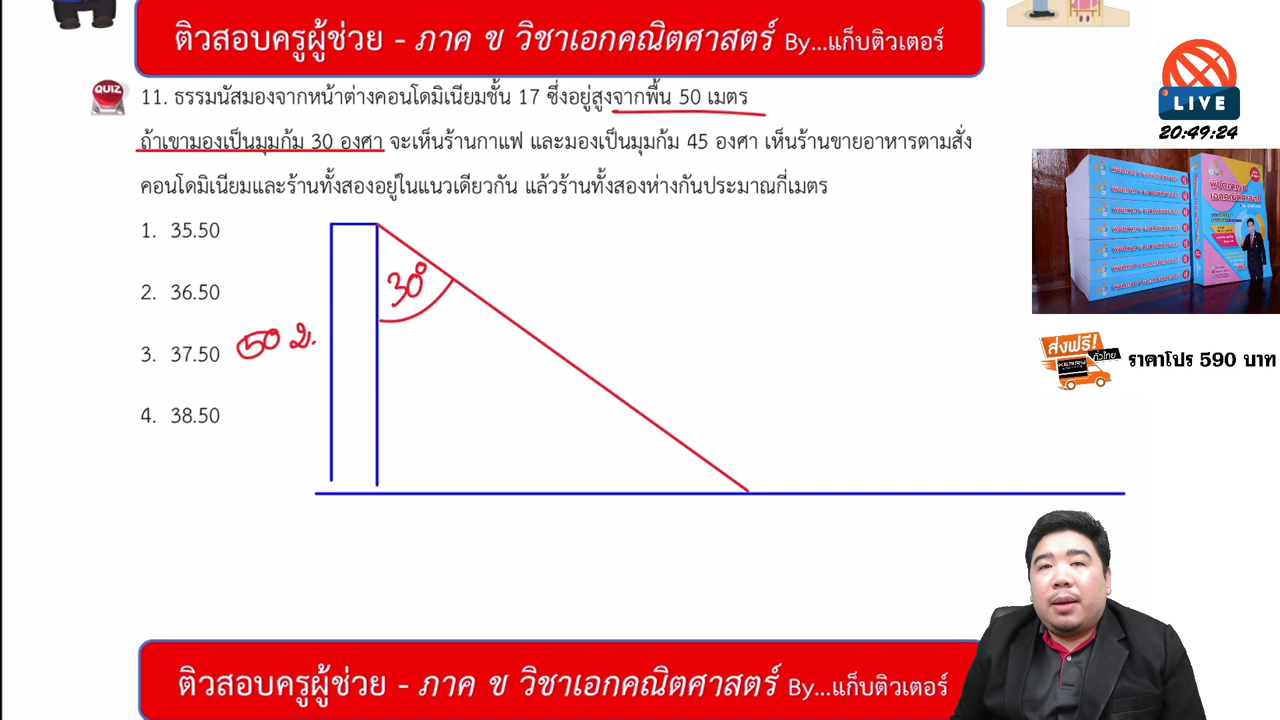 ติวสอบครูผู้ช่วย - ภาค ข วิชาเอกคณิตศาสตร์ By...แก็บติวเตอร์
QUIZ
11. ธรรมนัสมองจากหน้าต่างคอนโดมิเนียมชั้น 17 ซึ่งอยู่สูงจากพื้น 50 เมตร
ถ้าเขามองเป็นมุมก้ม 30 องศา จะเห็นร้านกาแฟ และมองเป็นมุมก้ม 45 องศา เห็นร้านขายอาหารตามสั่ง
คอนโดมิเนียมและร้านทั้งสองอยู่ในแนวเดียวกัน แล้วร้านทั้งสองห่างกันประมาณกี่เมตร
1. 35.50
2. 36.50
3. 37.50
4. 38.50
50 ม.
30°
LIVE
20:49:24
ส่งฟรี!
ทั่วไทย
KERRY
ราคาโปร 590 บาท
ติวสอบครูผู้ช่วย - ภาค ข วิชาเอกคณิตศาสตร์ By...แก็บติวเตอร์